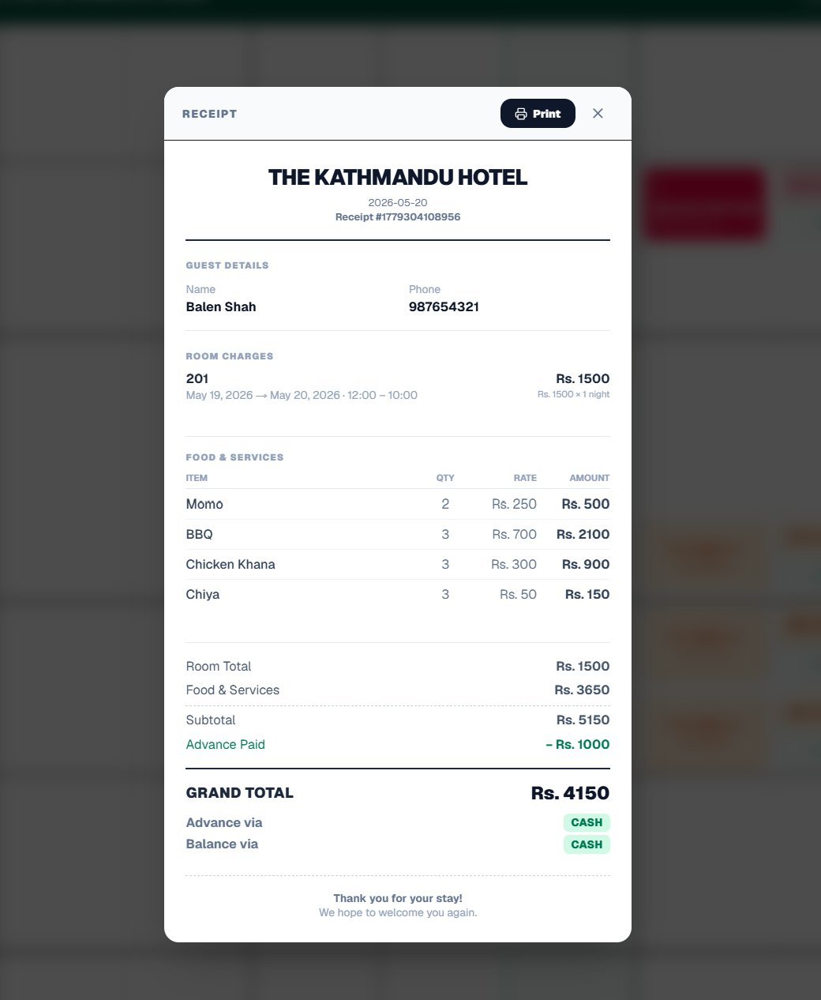 RECEIPT
Print
THE KATHMANDU HOTEL
2026-05-20
Receipt #1779304108956
GUEST DETAILS
Name Phone
Balen Shah 987654321
ROOM CHARGES
201 Rs. 1500
May 19, 2026 → May 20, 2026 · 12:00 – 10:00 Rs. 1500 × 1 night
FOOD & SERVICES
ITEM QTY RATE AMOUNT
Momo 2 Rs. 250 Rs. 500
BBQ 3 Rs. 700 Rs. 2100
Chicken Khana 3 Rs. 300 Rs. 900
Chiya 3 Rs. 50 Rs. 150
Room Total Rs. 1500
Food & Services Rs. 3650
Subtotal Rs. 5150
Advance Paid – Rs. 1000
GRAND TOTAL Rs. 4150
Advance via CASH
Balance via CASH
Thank you for your stay!
We hope to welcome you again.